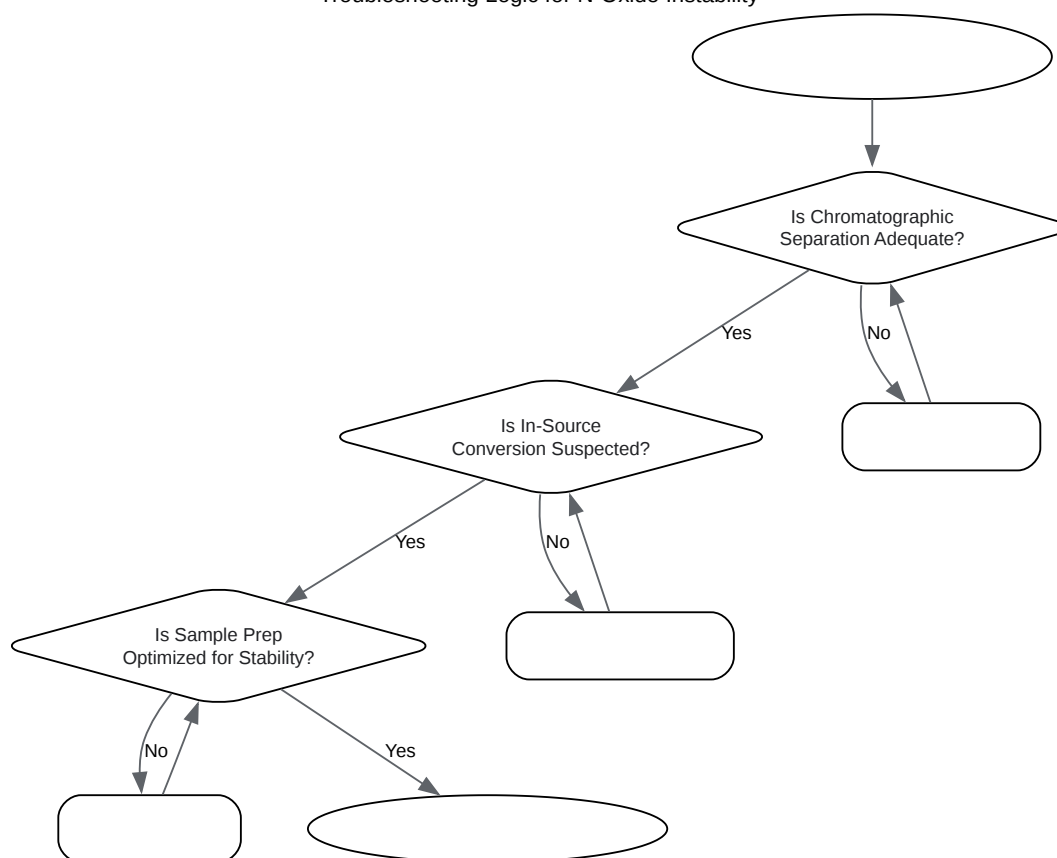 Troubleshooting Logic for N-Oxide Instability
Is Chromatographic
Separation Adequate?
Yes
No
Is In-Source
Conversion Suspected?
Yes
No
Is Sample Prep
Optimized for Stability?
No
Yes